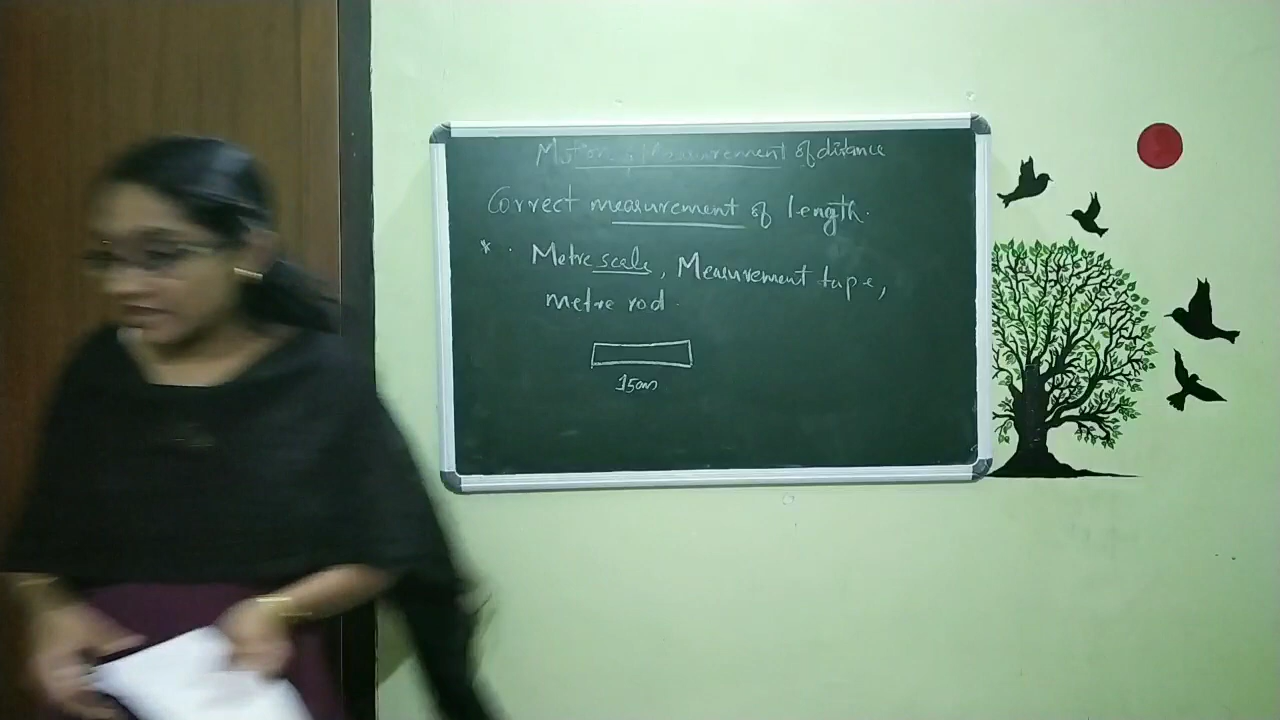 Motion, Measurement of distance
Correct measurement of length.
* . Metre scale, Measurement tape,
metre rod.
15cm